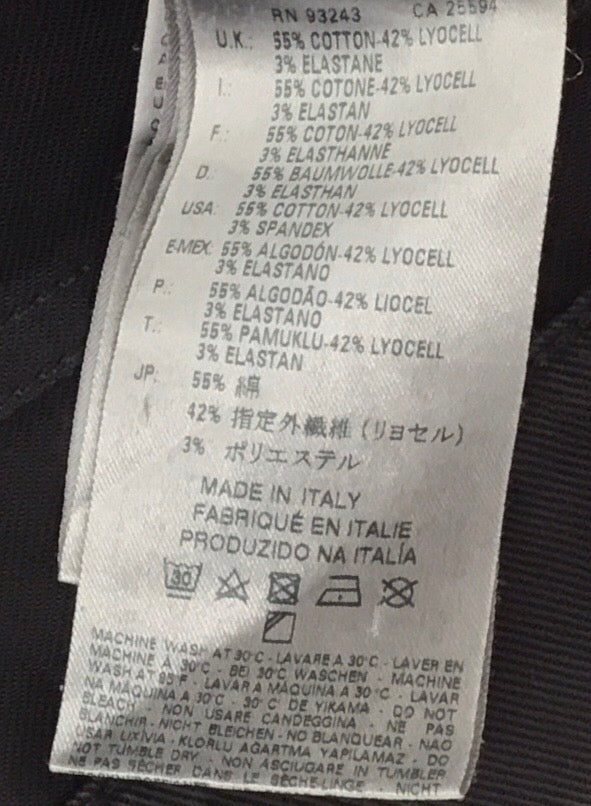 RN 93243 CA 25594
U.K.: 55% COTTON-42% LYOCELL
3% ELASTANE
I.: 55% COTONE-42% LYOCELL
3% ELASTAN
F.: 55% COTON-42% LYOCELL
3% ELASTHANNE
D. 55% BAUMWOLLE-42% LYOCELL
3% ELASTHAN
USA: 55% COTTON-42% LYOCELL
3% SPANDEX
E-MEX: 55% ALGODÓN-42% LYOCELL
3% ELASTANO
P.: 55% ALGODÃO-42% LIOCEL
3% ELASTANO
T.: 55% PAMUKLU-42% LYOCELL
3% ELASTAN
JP: 55% 綿
42% 指定外繊維 (リヨセル)
3% ポリエステル
MADE IN ITALY
FABRIQUÉ EN ITALIE
PRODUZIDO NA ITALÍA
30
MACHINE WASH AT 30°C - LAVARE A 30°C - LAVER EN
MACHINE À 30°C - BEI 30°C WASCHEN - MACHINE
WASH AT 85°F - LAVAR A MÁQUINA A 30°C - LAVAR
NA MÁQUINA A 30°C - 30°C DE YIKAMA - DO NOT
BLEACH - NON USARE CANDEGGINA - NE PAS
BLANCHIR - NICHT BLEICHEN - NO BLANQUEAR - NÃO
USAR LIXÍVIA - KLORLU AGARTMA YAPILAMAZ - DO
NOT TUMBLE DRY - NON ASCIUGARE IN TUMBLER
NE PAS SÉCHER DANS LE SÈCHE-LINGE - NICHT